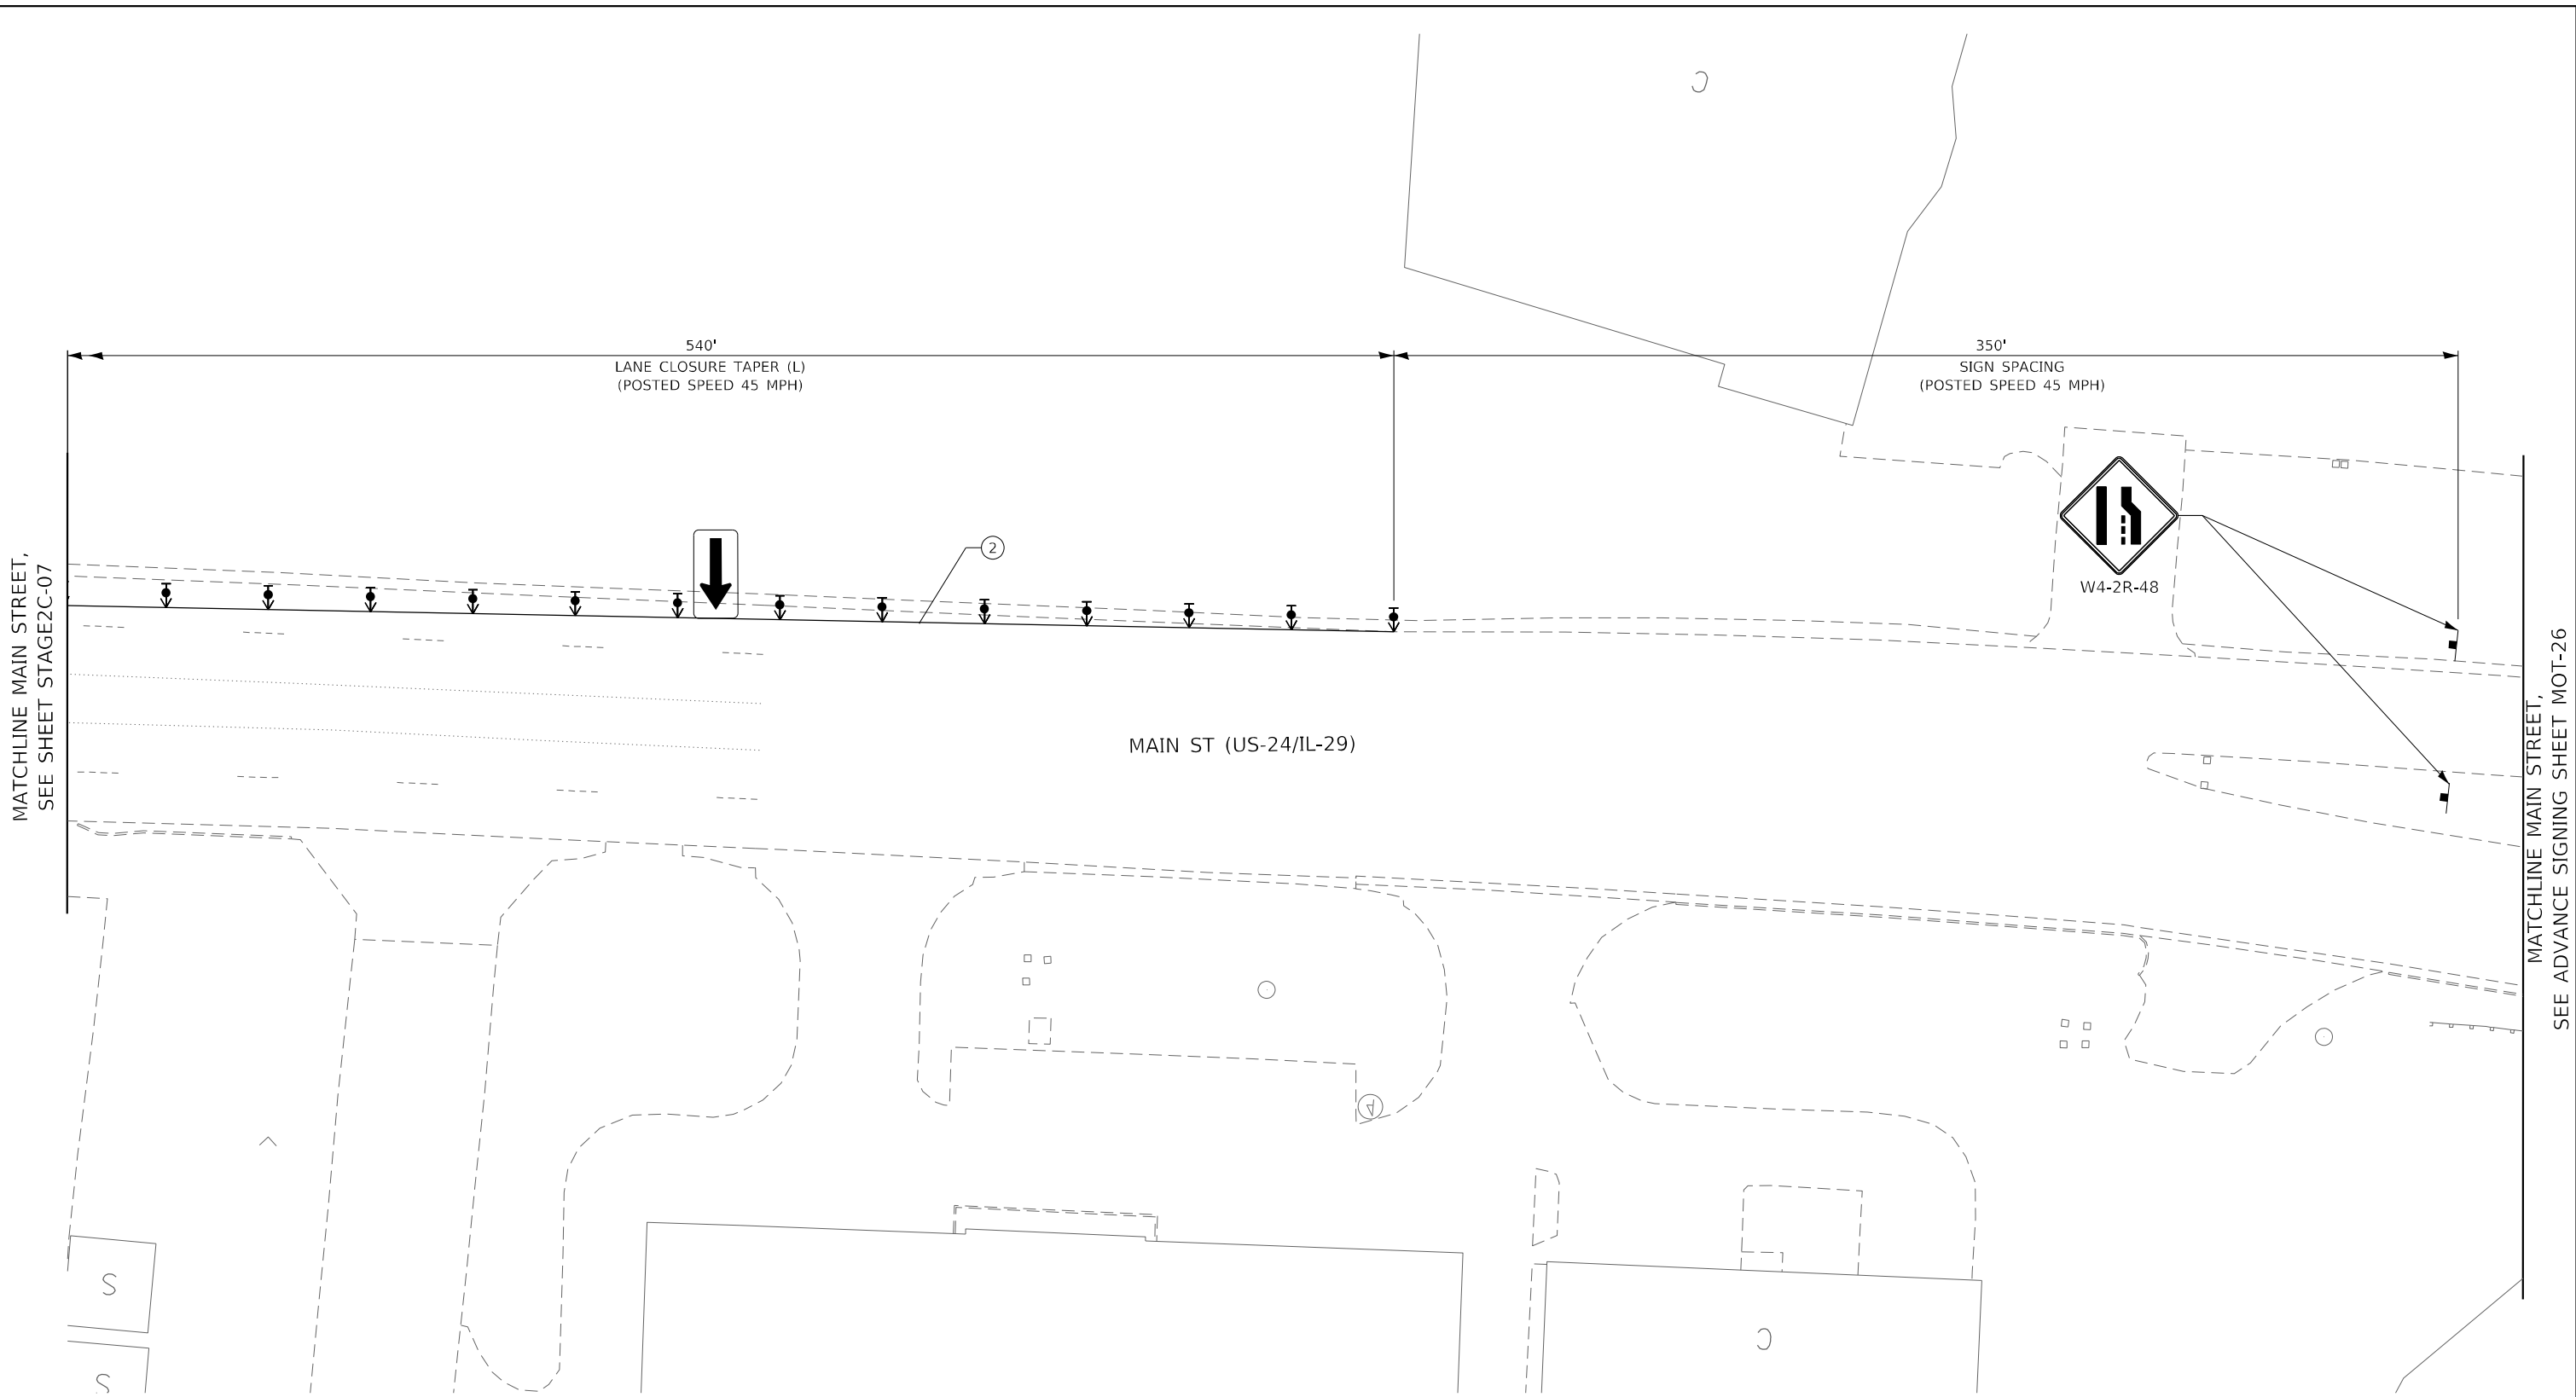 C
540'
350'
LANE CLOSURE TAPER (L)
(POSTED SPEED 45 MPH)
SIGN SPACING
(POSTED SPEED 45 MPH)
2
W4-2R-48
MATCHLINE MAIN STREET,
SEE SHEET STAGE2C-07
MAIN ST (US-24/IL-29)
MATCHLINE MAIN STREET,
SEE ADVANCE SIGNING SHEET MOT-26
A
S
C
S